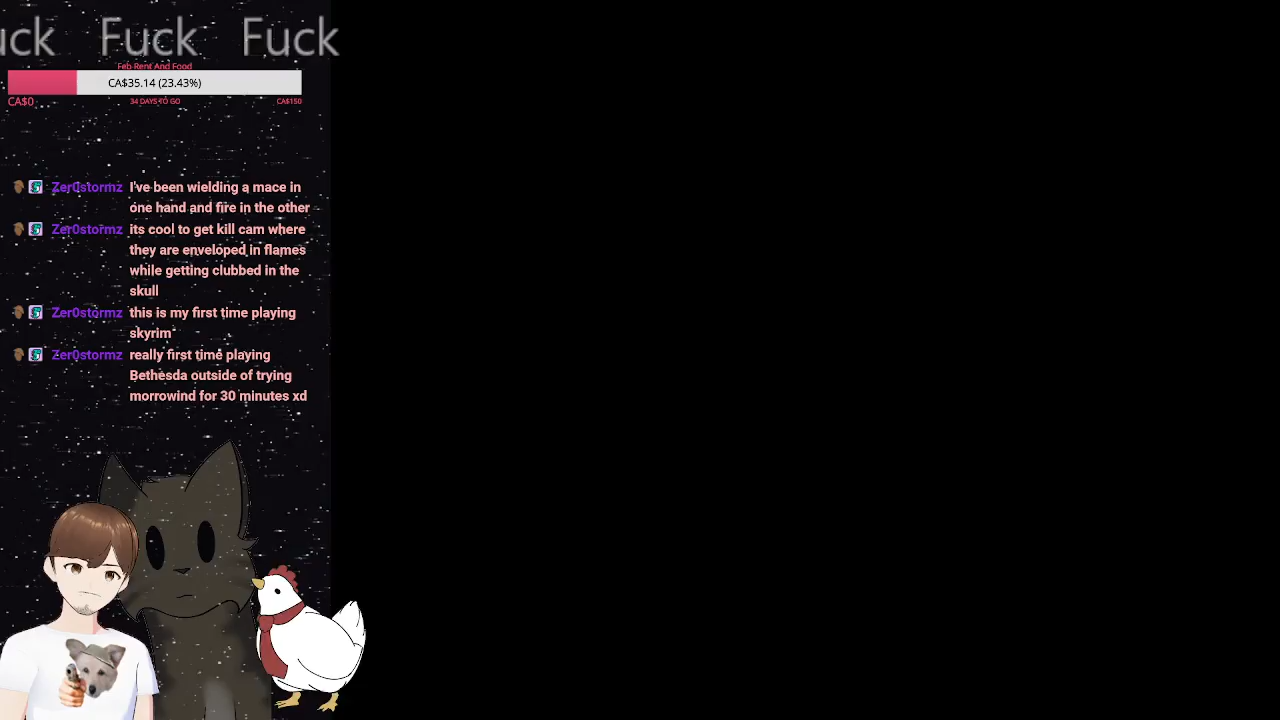 uck Fuck Fuck
Feb Rent And Food
CA$35.14 (23.43%)
CA$0 34 DAYS TO GO CA$150
Zer0stormz I've been wielding a mace in
one hand and fire in the other
Zer0stormz its cool to get kill cam where
they are enveloped in flames
while getting clubbed in the
skull
Zer0stormz this is my first time playing
skyrim
Zer0stormz really first time playing
Bethesda outside of trying
morrowind for 30 minutes xd